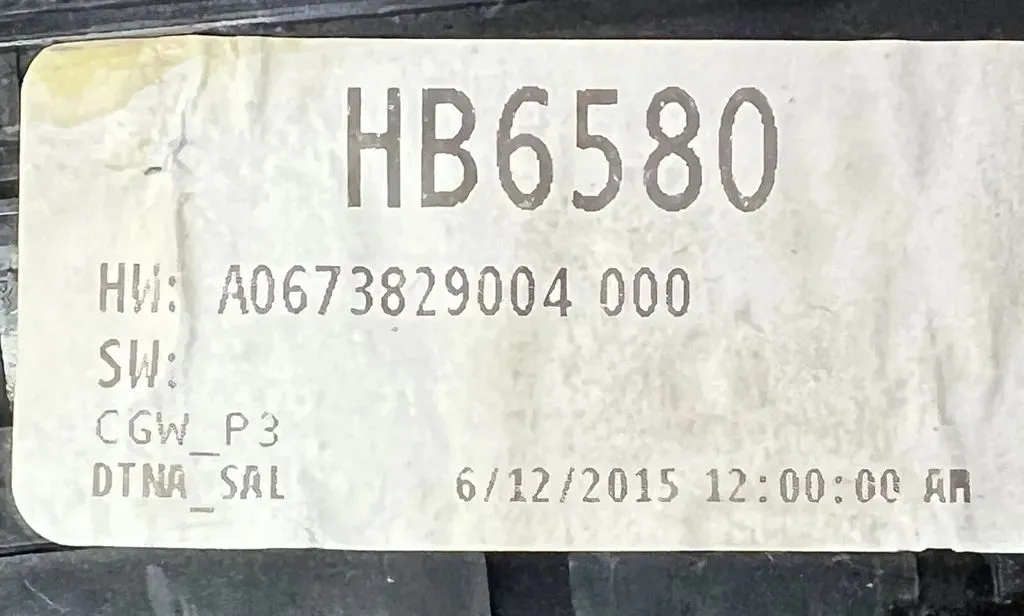 HB6580
HW: A0673829004 000
SW:
CGW_P3
DTNA_SAL 6/12/2015 12:00:00 AM